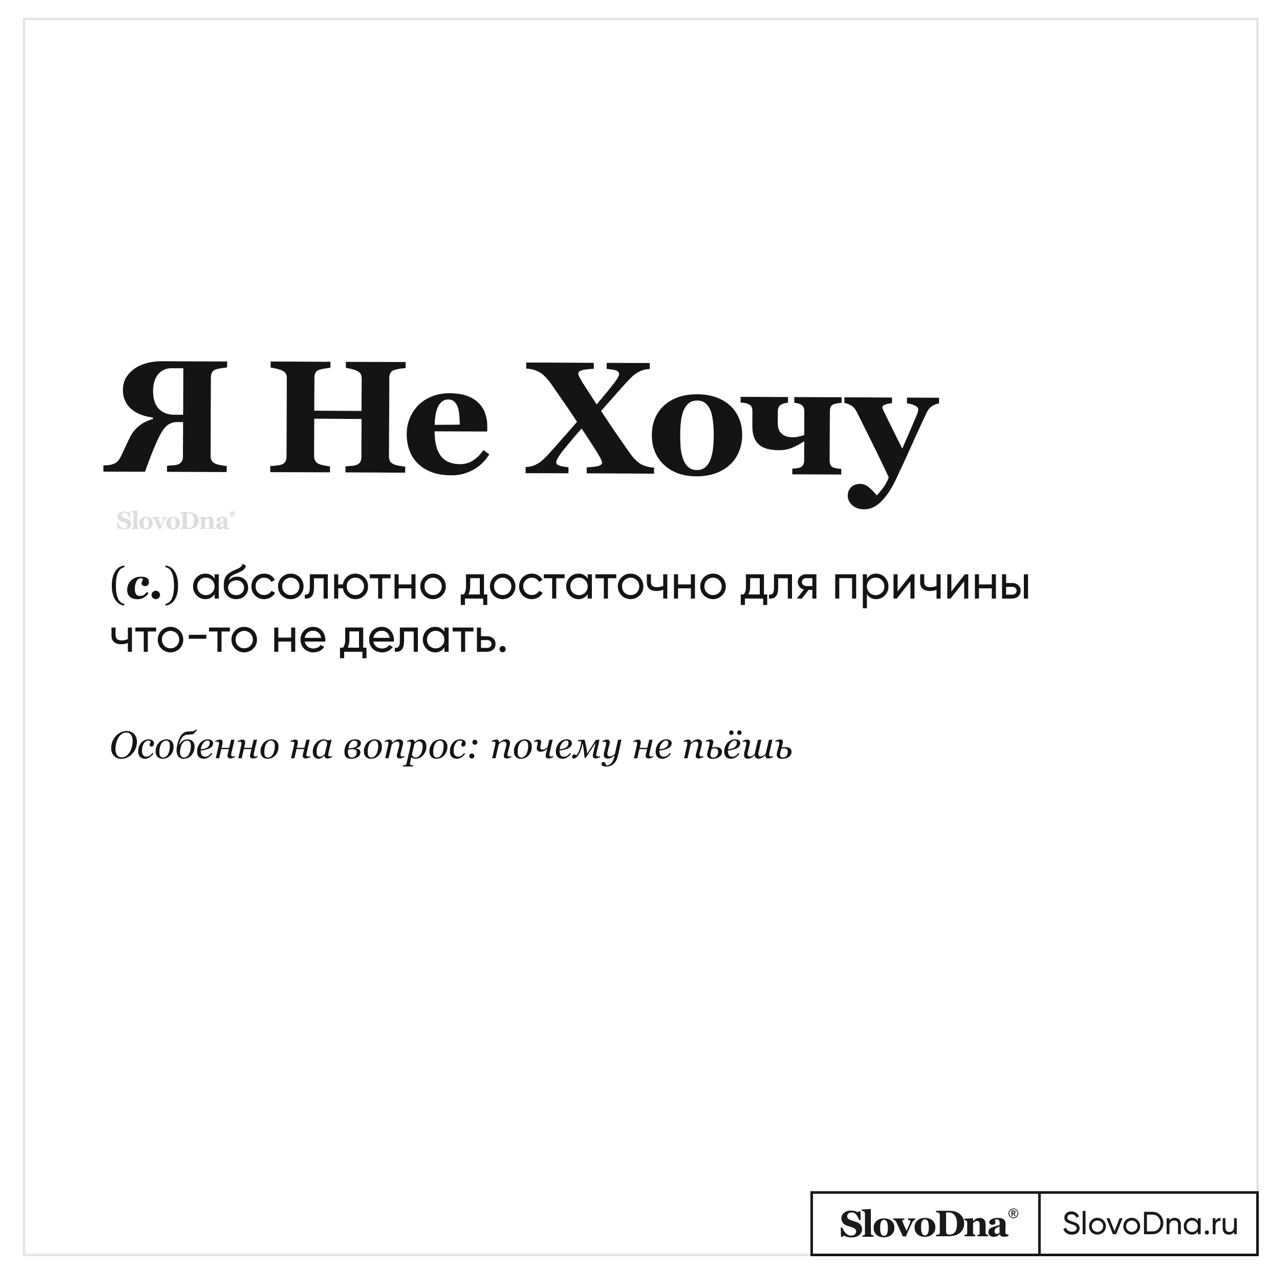 Я Не Хочу
SlovoDna®
(с.) абсолютно достаточно для причины
что-то не делать.
Особенно на вопрос: почему не пьёшь
SlovoDna® SlovoDna.ru